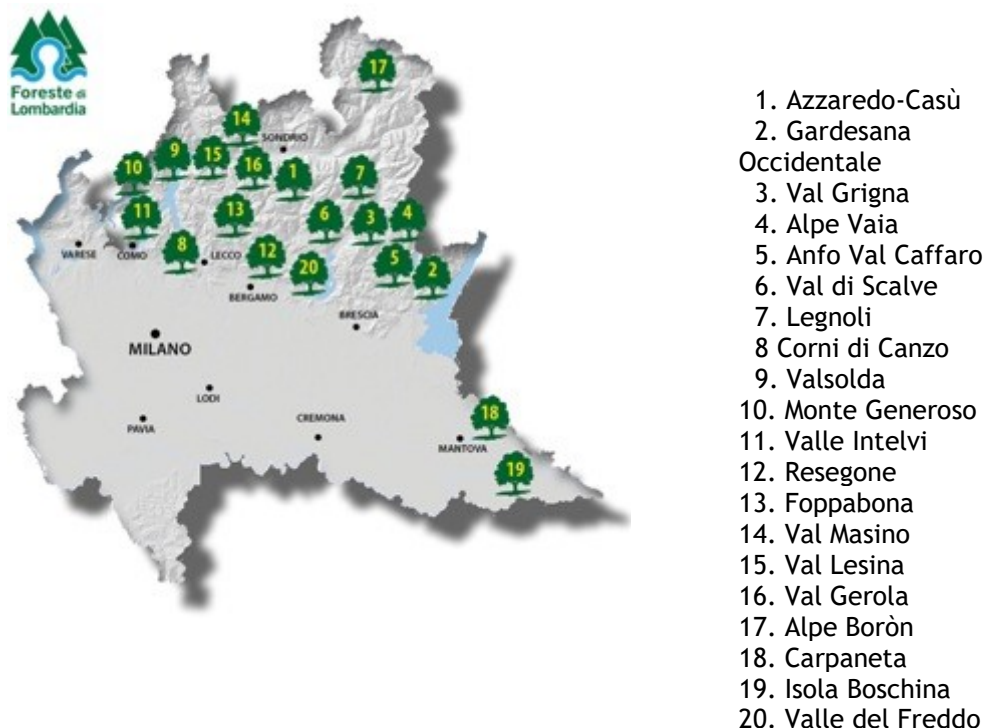 Foreste di
Lombardia
17
14
SONDRIO
9
15
10
16
1
7
11
13
6
3
4
VARESE
COMO
8
LECCO
12
20
5
2
BERGAMO
BRESCIA
MILANO
LODI
PAVIA
CREMONA
18
MANTOVA
19
1. Azzaredo-Casù
2. Gardesana
Occidentale
3. Val Grigna
4. Alpe Vaia
5. Anfo Val Caffaro
6. Val di Scalve
7. Legnoli
8 Corni di Canzo
9. Valsolda
10. Monte Generoso
11. Valle Intelvi
12. Resegone
13. Foppabona
14. Val Masino
15. Val Lesina
16. Val Gerola
17. Alpe Boròn
18. Carpaneta
19. Isola Boschina
20. Valle del Freddo